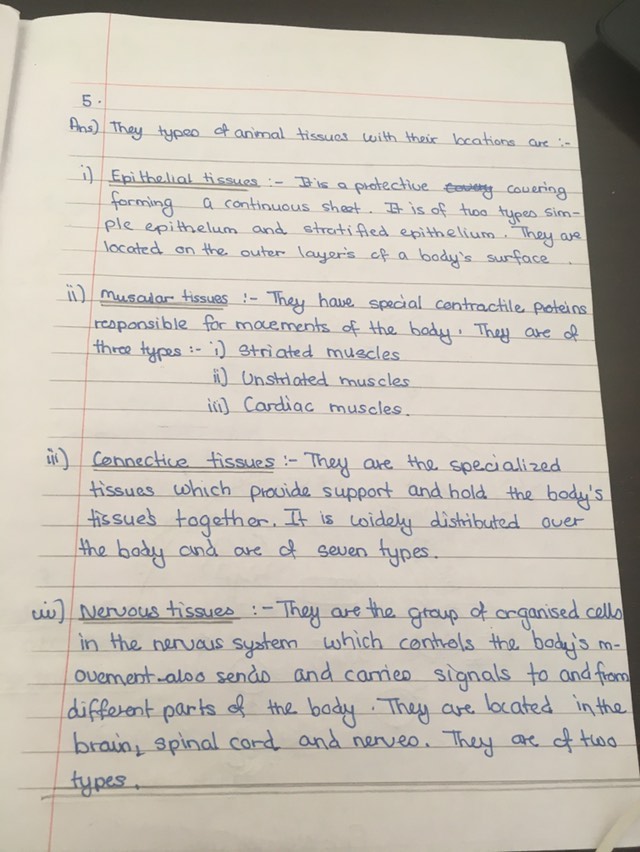 5.
Ans) They types of animal tissues with their locations are :-
i) Epithelial tissues :- It is a protective covering
forming a continuous sheet. It is of two types sim-
ple epithelum and stratified epithelium. They are
located on the outer layer's of a body's surface.
ii) Muscular tissues :- They have special contractile proteins
responsible for movements of the body. They are of
three types :- i) Striated muscles
ii) Unstriated muscles
iii) Cardiac muscles.
iii) Connective tissues :- They are the specialized
tissues which provide support and hold the body's
tissues together. It is widely distributed over
the body and are of seven types.
iv) Nervous tissues :- They are the group of organised cells
in the nervous system which controls the body's m-
ovement also sends and carries signals to and from
different parts of the body. They are located in the
brain, spinal cord and nerves. They are of two
types.